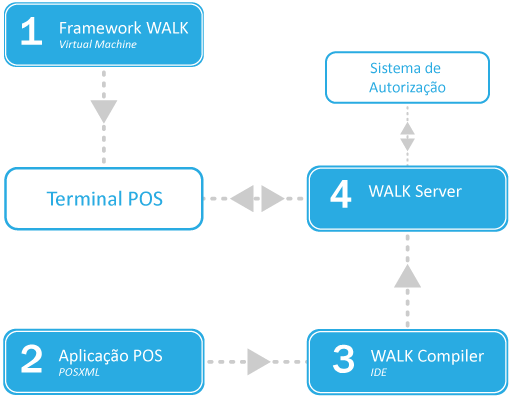 1 Framework WALK
Virtual Machine
Sistema de
Autorização
Terminal POS
4 WALK Server
2 Aplicação POS
POSXML
3 WALK Compiler
IDE